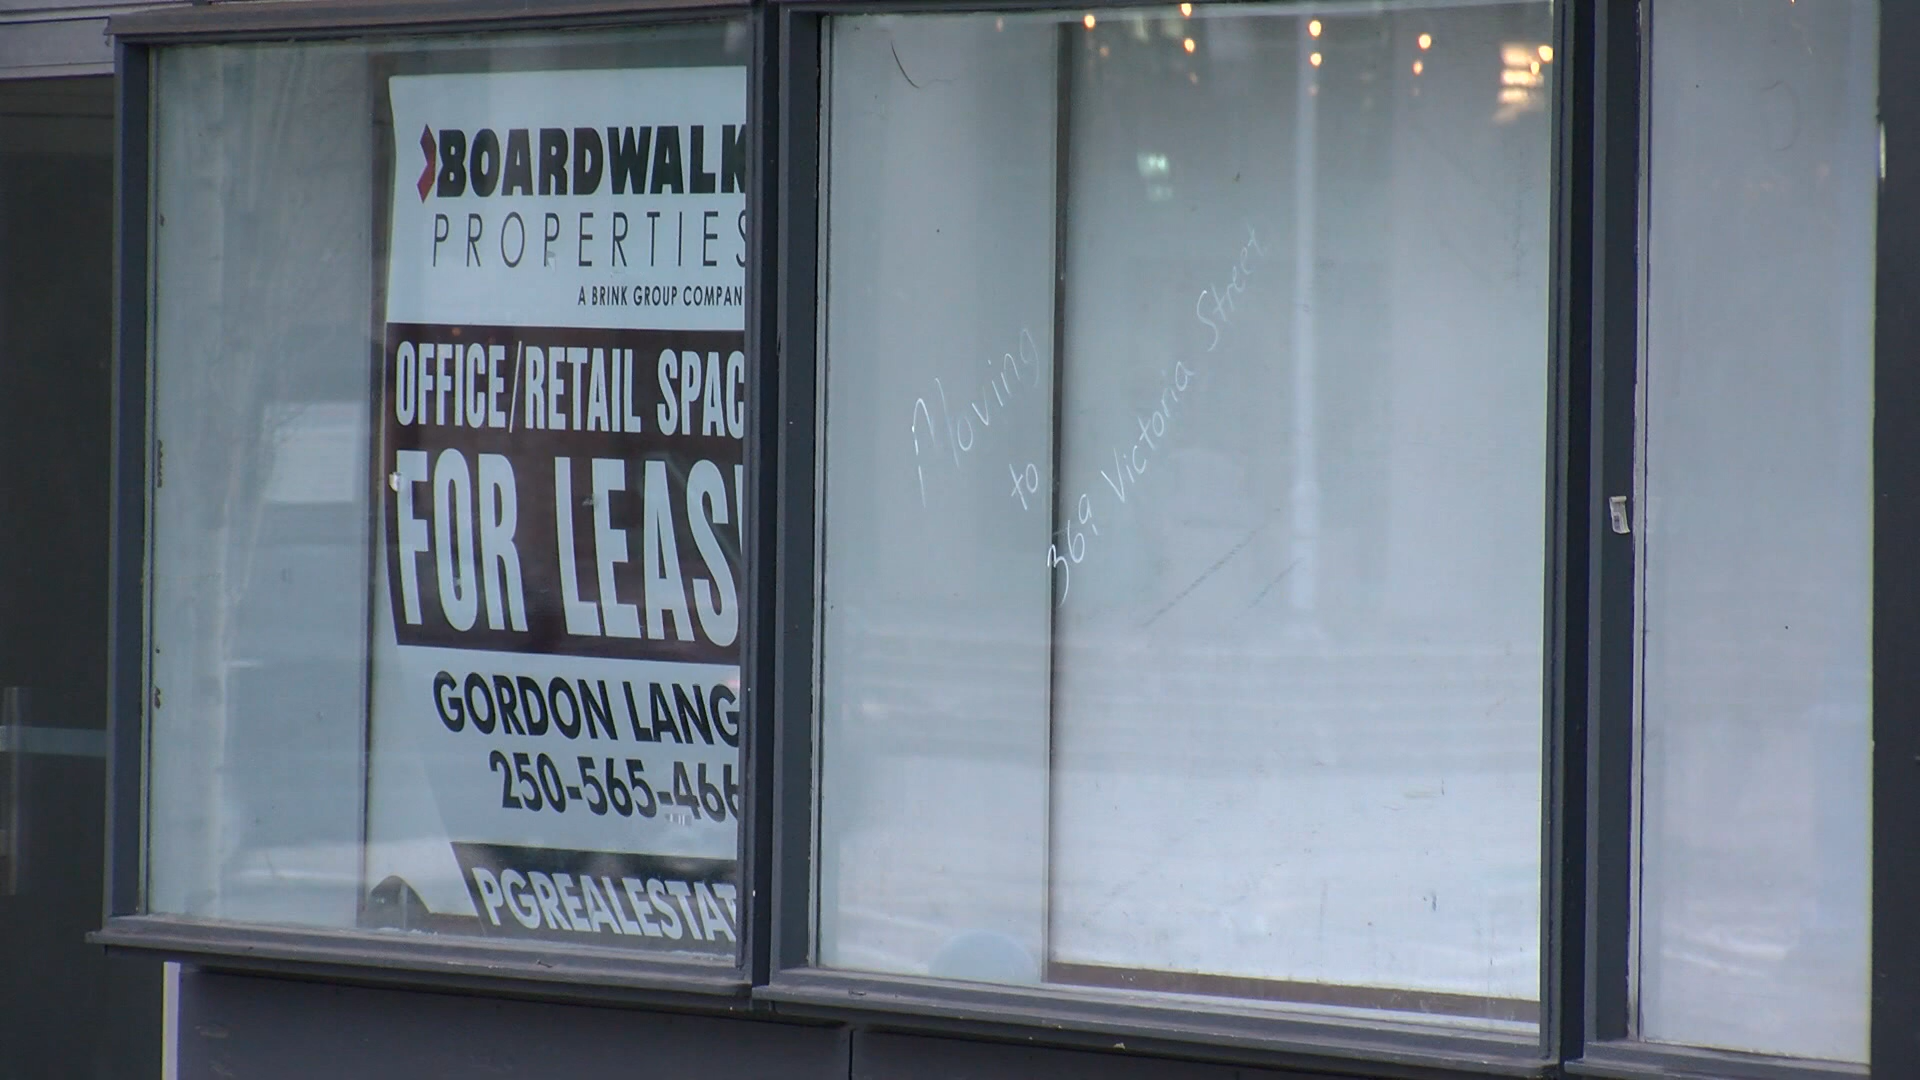 BOARDWALK
PROPERTIES
A BRINK GROUP COMPAN
OFFICE/RETAIL SPAC
FOR LEAS
GORDON LANG
250-565-466
PGREALESTAT
Moving
to
369 Victoria Street